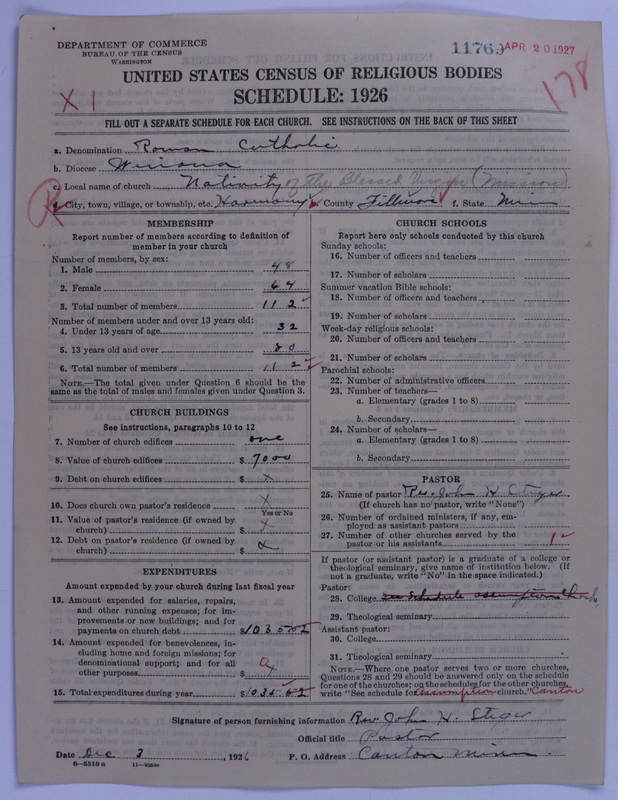 DEPARTMENT OF COMMERCE
BUREAU OF THE CENSUS
WASHINGTON
11769 APR 20 1927
178
UNITED STATES CENSUS OF RELIGIOUS BODIES
X 1
SCHEDULE: 1926
FILL OUT A SEPARATE SCHEDULE FOR EACH CHURCH. SEE INSTRUCTIONS ON THE BACK OF THIS SHEET
a. Denomination Roman Catholic
b. Diocese Winona
c. Local name of church Nativity of the Blessed Virgin (Mission)
City, town, village, or township, etc. Harmony County Fillmore f. State Minn
MEMBERSHIP
Report number of members according to definition of
member in your church
Number of members, by sex:
1. Male 48
2. Female 64
3. Total number of members 112
Number of members under and over 13 years old:
4. Under 13 years of age 32
5. 13 years old and over 80
6. Total number of members 112
NOTE.—The total given under Question 6 should be the
same as the total of males and females given under Question 3.
CHURCH BUILDINGS
See instructions, paragraphs 10 to 12
7. Number of church edifices one
8. Value of church edifices $ 7000
9. Debt on church edifices $ x
10. Does church own pastor's residence x
Yes or No
11. Value of pastor's residence (if owned by
church) $ x
12. Debt on pastor's residence (if owned by
church) $ x
EXPENDITURES
Amount expended by your church during last fiscal year
13. Amount expended for salaries, repairs,
and other running expenses; for im-
provements or new buildings; and for
payments on church debt $
14. Amount expended for benevolences, in-
cluding home and foreign missions; for
denominational support; and for all
other purposes $ x
15. Total expenditures during year $
CHURCH SCHOOLS
Report here only schools conducted by this church
Sunday schools:
16. Number of officers and teachers
17. Number of scholars
Summer vacation Bible schools:
18. Number of officers and teachers
19. Number of scholars
Week-day religious schools:
20. Number of officers and teachers
21. Number of scholars
Parochial schools:
22. Number of administrative officers
23. Number of teachers—
a. Elementary (grades 1 to 8)
b. Secondary
24. Number of scholars—
a. Elementary (grades 1 to 8)
b. Secondary
PASTOR
25. Name of pastor Rev. John H. Steger
(If church has no pastor, write "None")
26. Number of ordained ministers, if any, em-
ployed as assistant pastors
27. Number of other churches served by the
pastor or his assistants 1
If pastor (or assistant pastor) is a graduate of a college or
theological seminary, give name of institution below. (If
not a graduate, write "No" in the space indicated.)
Pastor:
28. College see Schedule assumption Church
29. Theological seminary
Assistant pastor:
30. College
31. Theological seminary
NOTE.—Where one pastor serves two or more churches,
Questions 28 and 29 should be answered only on the schedule
for one of the churches; on the schedules for the other churches,
write "See schedule for assumption church." Canton
Signature of person furnishing information Rev John H. Steger
Official title Pastor
Date Dec 2 1926 P. O. Address Canton Minn.
8—5518 a